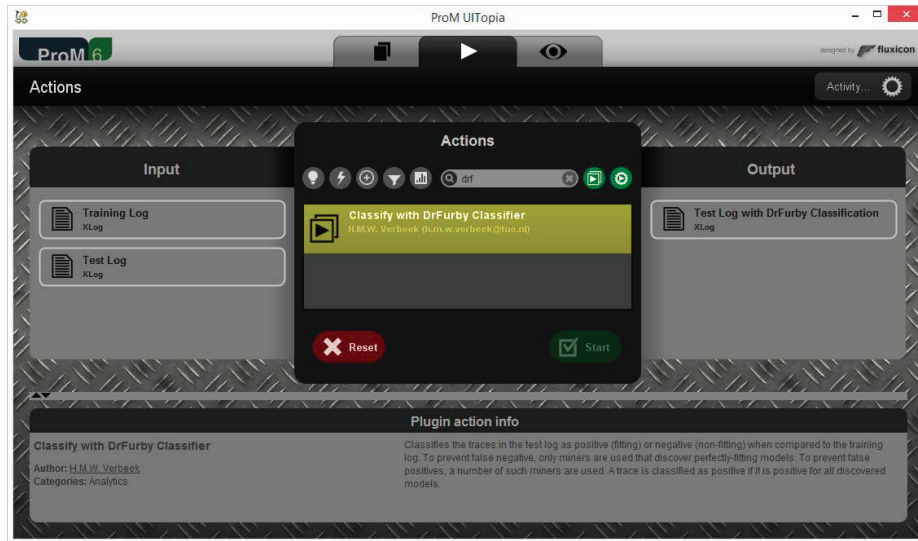 ProM UITopia
ProM 6
designed by fluxicon
Actions
Activity...
Input
Training Log
XLog
Test Log
XLog
Actions
drf
Classify with DrFurby Classifier
H.M.W. Verbeek (h.m.w.verbeek@tue.nl)
Reset
Start
Output
Test Log with DrFurby Classification
XLog
Plugin action info
Classify with DrFurby Classifier
Author: H.M.W. Verbeek
Categories: Analytics
Classifies the traces in the test log as positive (fitting) or negative (non-fitting) when compared to the training
log. To prevent false negative, only miners are used that discover perfectly-fitting models. To prevent false
positives, a number of such miners are used. A trace is classified as positive if it is positive for all discovered
models.